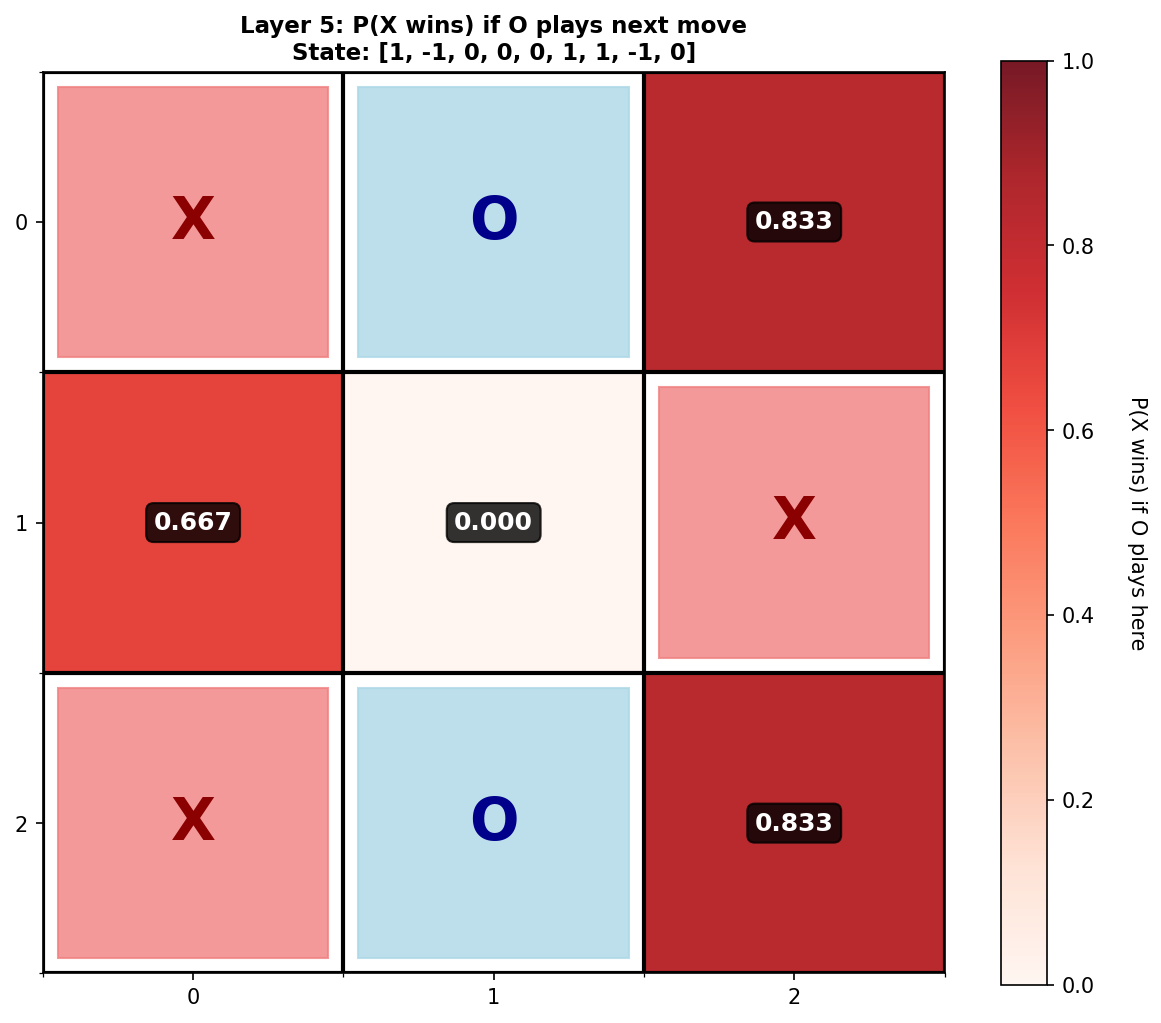 Layer 5: P(X wins) if O plays next move
State: [1, -1, 0, 0, 0, 1, 1, -1, 0]
0
X
O
0.833
1
0.667
0.000
X
2
X
O
0.833
0
1
2
1.0
0.8
0.6
0.4
0.2
0.0
P(X wins) if O plays here